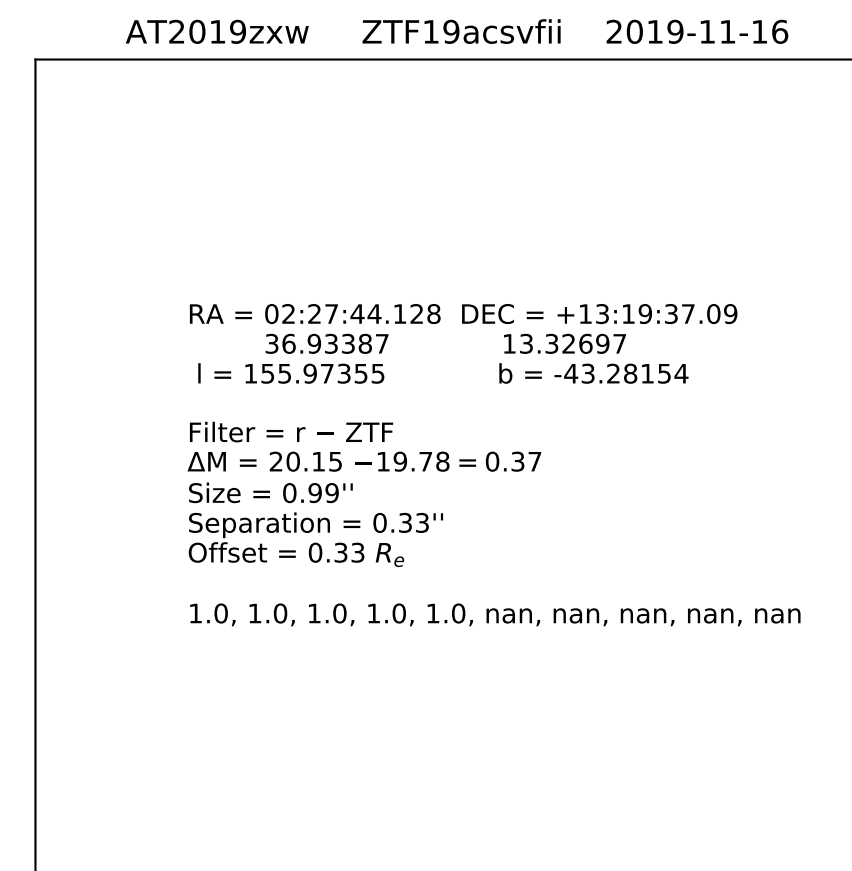 AT2019zxw ZTF19acsvfii 2019-11-16
RA = 02:27:44.128 DEC = +13:19:37.09
36.93387 13.32697
l = 155.97355 b = -43.28154
Filter = r − ZTF
ΔM = 20.15 −19.78 = 0.37
Size = 0.99''
Separation = 0.33''
Offset = 0.33 Rₑ
1.0, 1.0, 1.0, 1.0, 1.0, nan, nan, nan, nan, nan